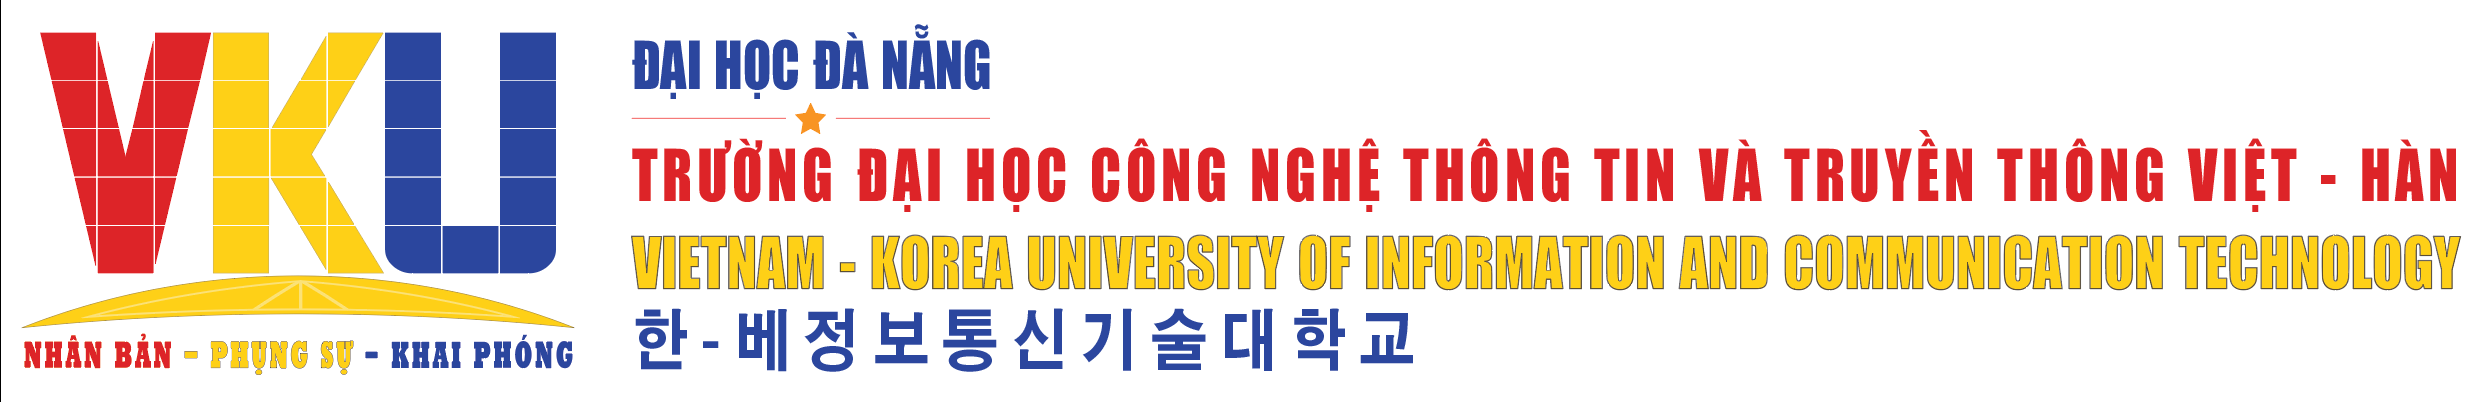 VKU
NHÂN BẢN – PHỤNG SỰ – KHAI PHÓNG
ĐẠI HỌC ĐÀ NẴNG
TRƯỜNG ĐẠI HỌC CÔNG NGHỆ THÔNG TIN VÀ TRUYỀN THÔNG VIỆT - HÀN
VIETNAM - KOREA UNIVERSITY OF INFORMATION AND COMMUNICATION TECHNOLOGY
한-베정보통신기술대학교